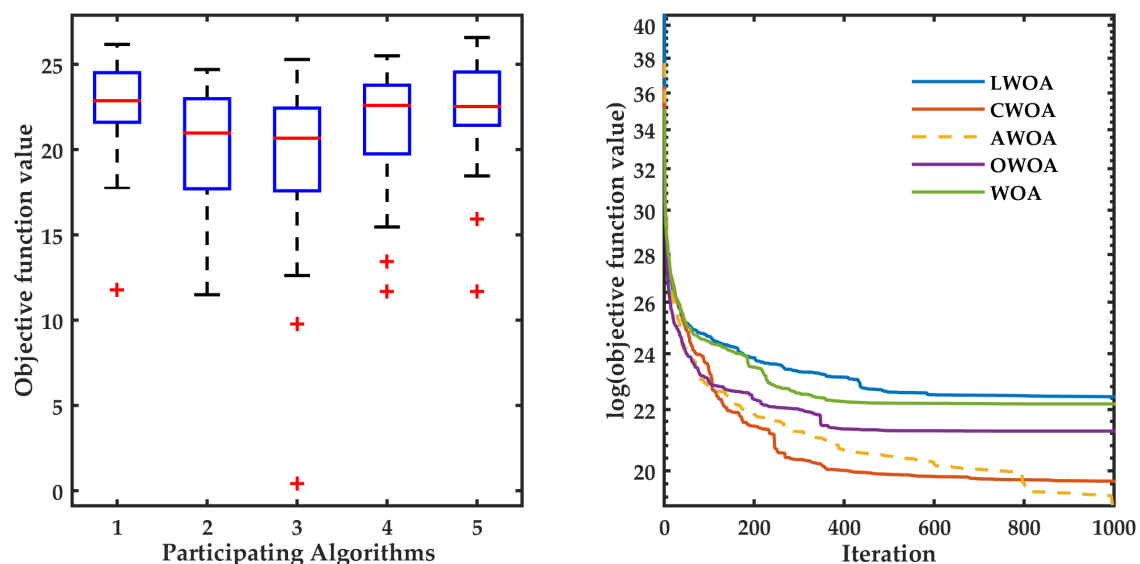 Objective function value
25
20
15
10
5
0
1 2 3 4 5
Participating Algorithms
log(objective function value)
40
38
36
34
32
30
28
26
24
22
20
LWOA
CWOA
AWOA
OWOA
WOA
0 200 400 600 800 1000
Iteration